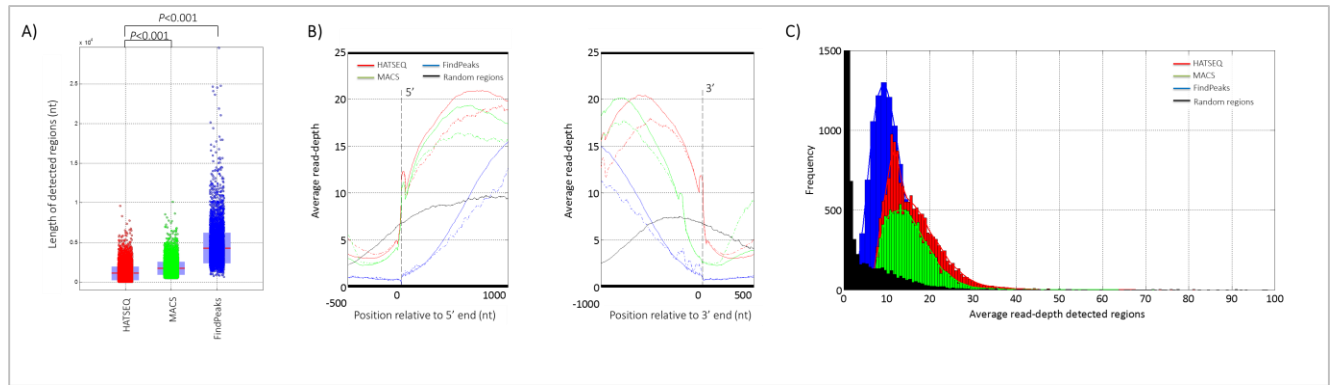 A)
P<0.001
P<0.001
x 10⁴
Length of detected regions (nt)
2.5
2
1.5
1
0.5
0
HATSEQ
MACS
FindPeaks
B)
25
20
15
10
5
0
Average read-depth
HATSEQ
MACS
FindPeaks
Random regions
5'
-500
0
1000
Position relative to 5' end (nt)
25
20
15
10
5
0
Average read-depth
3'
-1000
0
500
Position relative to 3' end (nt)
C)
1500
1000
500
0
Frequency
HATSEQ
MACS
FindPeaks
Random regions
0
10
20
30
40
50
60
70
80
90
100
Average read-depth detected regions